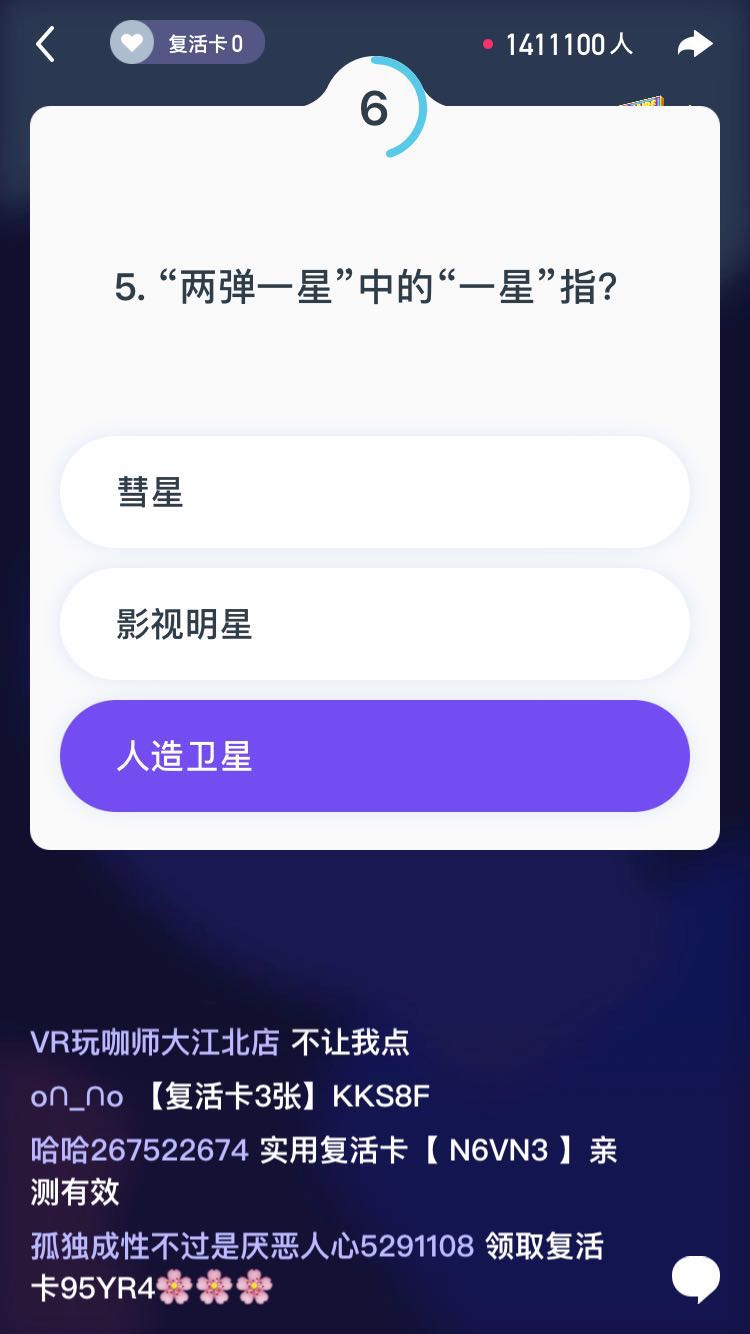 复活卡0
1411100人
6
5. “两弹一星”中的“一星”指?
彗星
影视明星
人造卫星
VR玩咖师大江北店 不让我点
o∩_∩o 【复活卡3张】KKS8F
哈哈267522674 实用复活卡【 N6VN3 】亲
测有效
孤独成性不过是厌恶人心5291108 领取复活
卡95YR4🌸🌸🌸